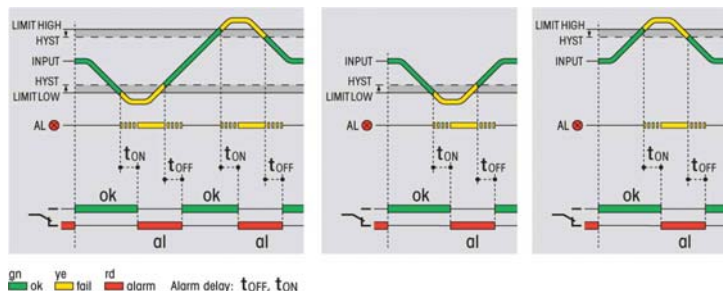 LIMIT HIGH
HYST
INPUT
HYST
LIMIT LOW
AL
tON
tOFF
tON
tOFF
ok
ok
al
al
INPUT
HYST
LIMIT LOW
AL
tON
tOFF
ok
al
LIMIT HIGH
HYST
INPUT
AL
tON
tOFF
ok
al
gn ye rd
ok fail alarm Alarm delay: tOFF, tON